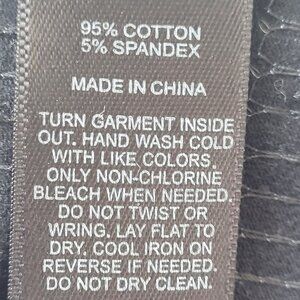 95% COTTON
5% SPANDEX
MADE IN CHINA
TURN GARMENT INSIDE
OUT. HAND WASH COLD
WITH LIKE COLORS.
ONLY NON-CHLORINE
BLEACH WHEN NEEDED.
DO NOT TWIST OR
WRING. LAY FLAT TO
DRY. COOL IRON ON
REVERSE IF NEEDED.
DO NOT DRY CLEAN.